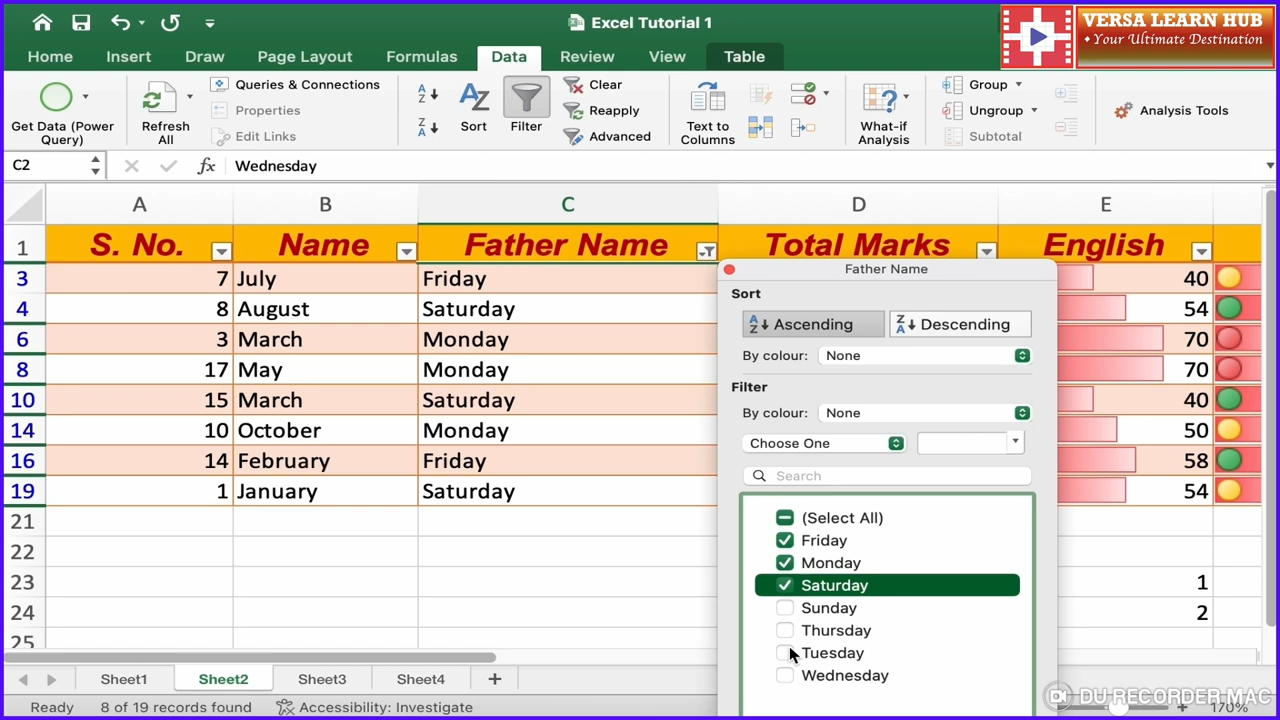 Excel Tutorial 1
VERSA LEARN HUB
• Your Ultimate Destination
Home Insert Draw Page Layout Formulas Data Review View Table
Get Data (Power Query)
Refresh All
Queries & Connections
Properties
Edit Links
Sort
Filter
Clear
Reapply
Advanced
Text to Columns
What-if Analysis
Group
Ungroup
Subtotal
Analysis Tools
C2 fx Wednesday
A B C D E
1 S. No. Name Father Name Total Marks English
3 7 July Friday 40
4 8 August Saturday 54
6 3 March Monday 70
8 17 May Monday 70
10 15 March Saturday 40
14 10 October Monday 50
16 14 February Friday 58
19 1 January Saturday 54
21
22
23 1
24 2
25
Father Name
Sort
A Z Ascending Z A Descending
By colour: None
Filter
By colour: None
Choose One
Search
(Select All)
Friday
Monday
Saturday
Sunday
Thursday
Tuesday
Wednesday
Sheet1 Sheet2 Sheet3 Sheet4 +
Ready 8 of 19 records found Accessibility: Investigate
DU RECORDER MAC
170%